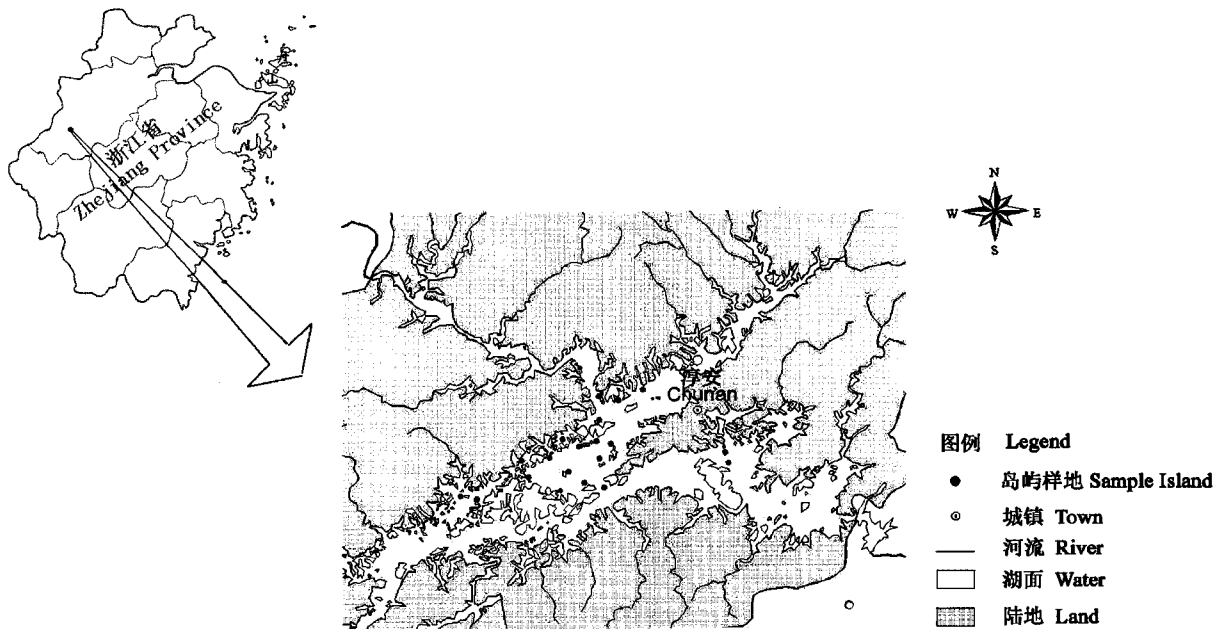 浙江省
Zhejiang Province
N
W
E
S
淳安
Chunan
图例 Legend
岛屿样地 Sample Island
城镇 Town
河流 River
湖面 Water
陆地 Land